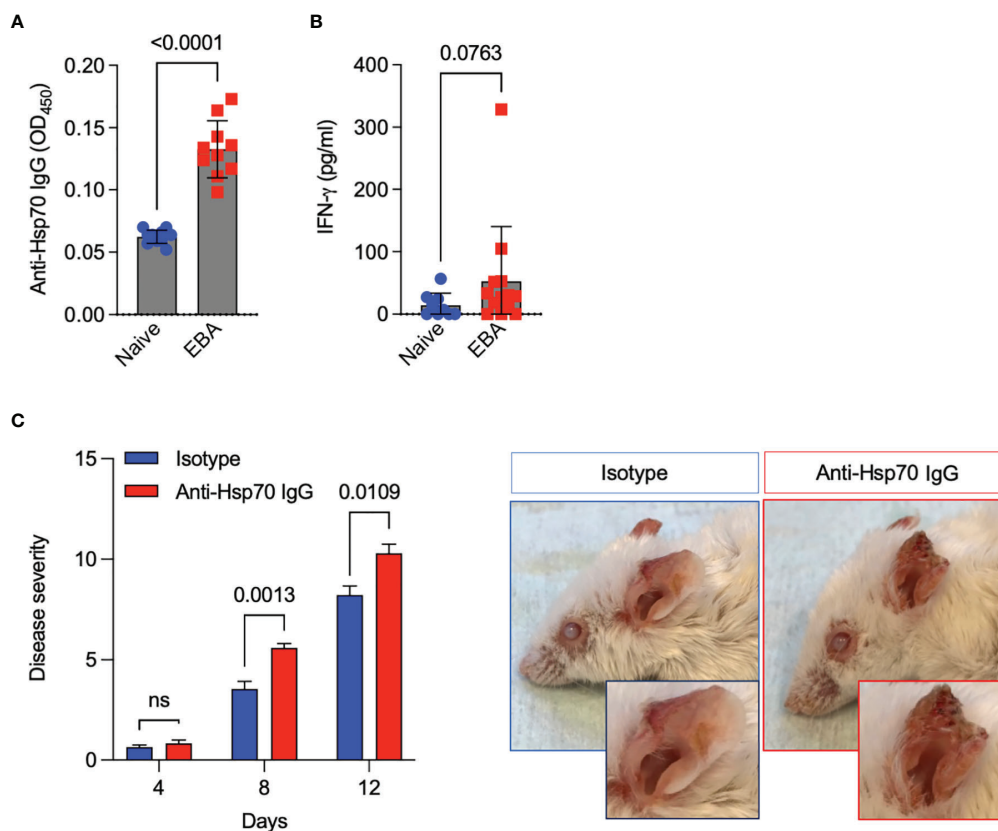 A
<0.0001
0.20
0.15
0.10
0.05
0.00
Anti-Hsp70 IgG (OD450)
Naive
EBA
B
0.0763
400
300
200
100
0
IFN-γ (pg/ml)
Naive
EBA
C
15
10
5
0
Disease severity
Isotype
Anti-Hsp70 IgG
ns
0.0013
0.0109
4
8
12
Days
Isotype
Anti-Hsp70 IgG